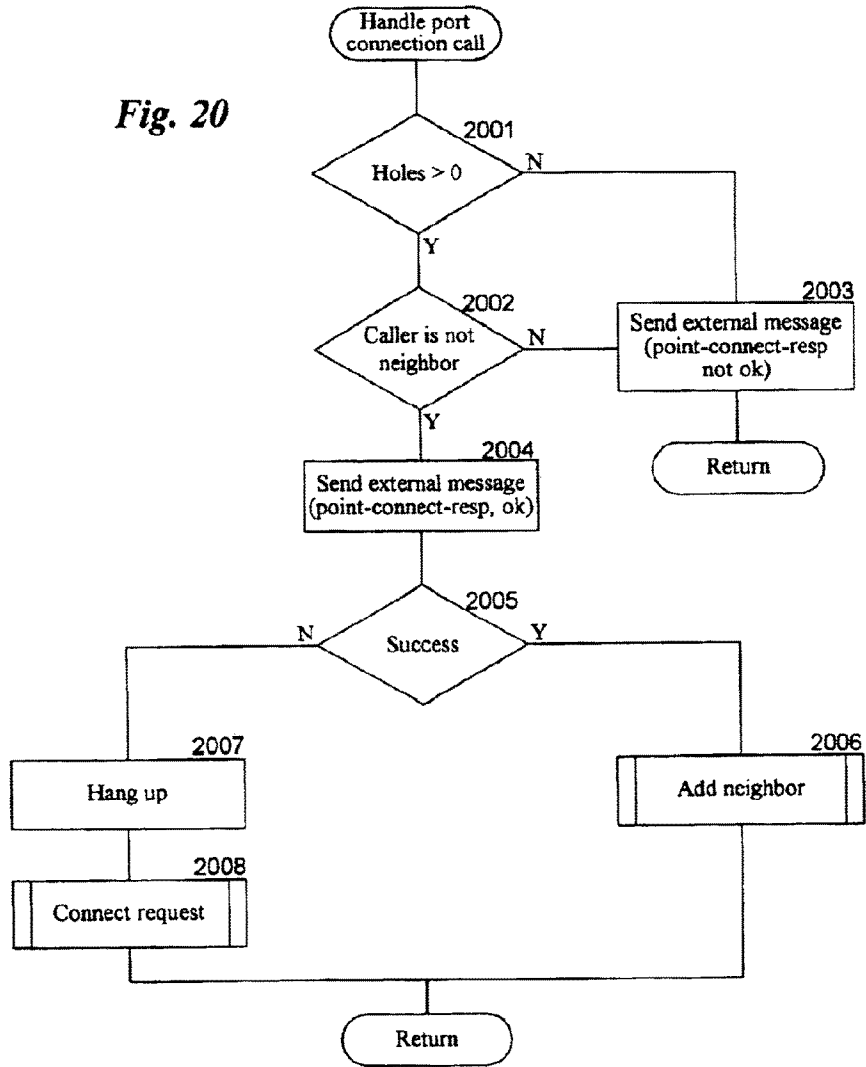 Handle port
connection call
Fig. 20
2001
Holes > 0
N
Y
2002
Caller is not
neighbor
N
Y
2003
Send external message
(point-connect-resp
not ok)
Return
2004
Send external message
(point-connect-resp, ok)
2005
Success
N
Y
2007
Hang up
2006
Add neighbor
2008
Connect request
Return